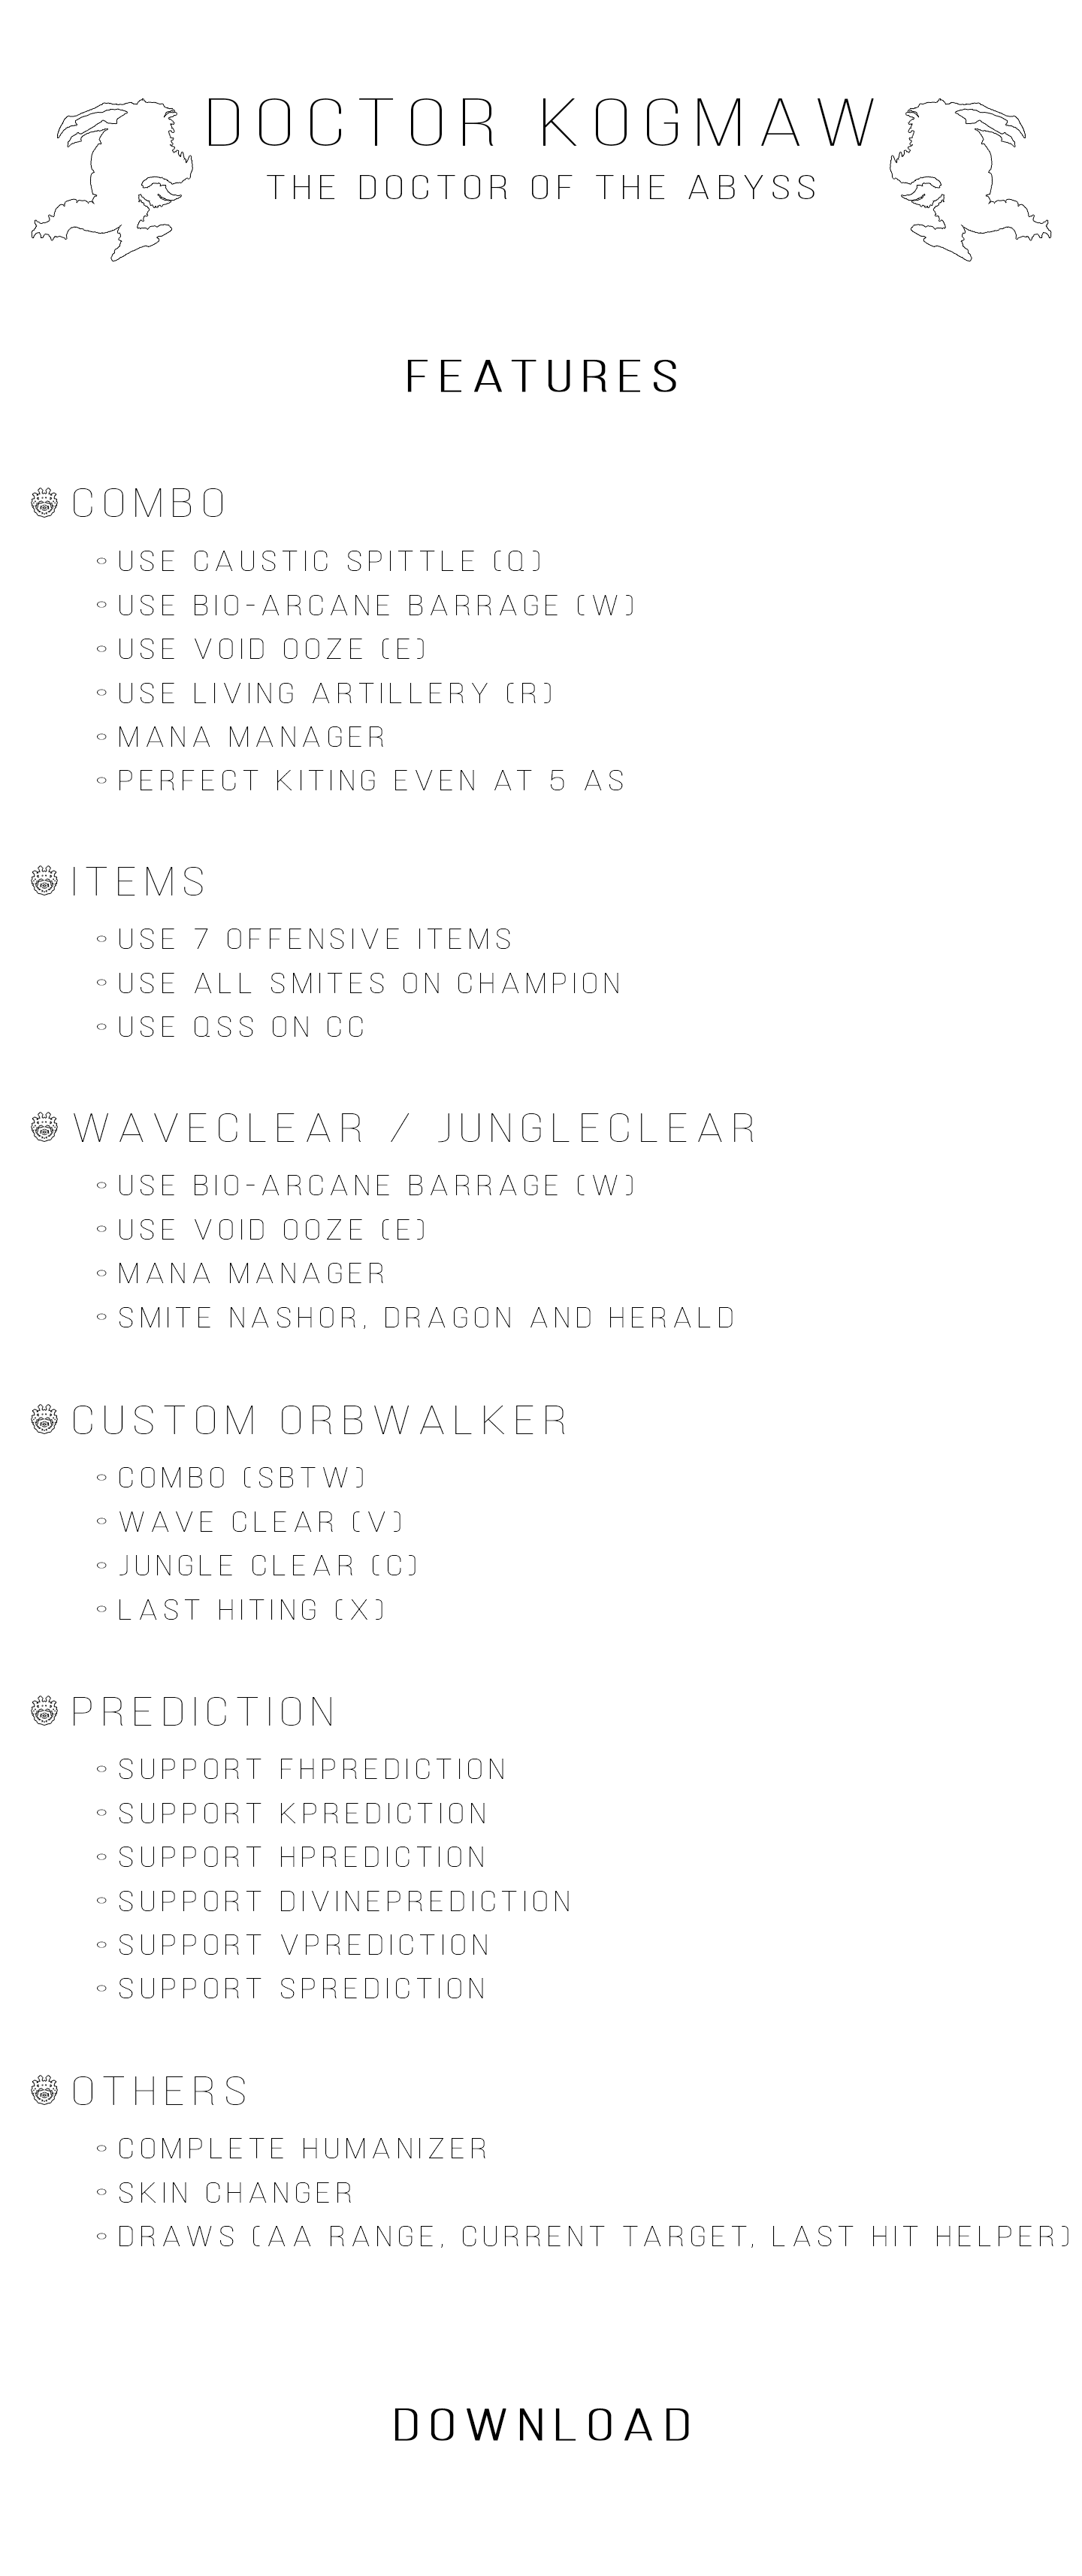 DOCTOR KOGMAW
THE DOCTOR OF THE ABYSS
FEATURES
COMBO
USE CAUSTIC SPITTLE (Q)
USE BIO-ARCANE BARRAGE (W)
USE VOID OOZE (E)
USE LIVING ARTILLERY (R)
MANA MANAGER
PERFECT KITING EVEN AT 5 AS
ITEMS
USE 7 OFFENSIVE ITEMS
USE ALL SMITES ON CHAMPION
USE QSS ON CC
WAVECLEAR / JUNGLECLEAR
USE BIO-ARCANE BARRAGE (W)
USE VOID OOZE (E)
MANA MANAGER
SMITE NASHOR, DRAGON AND HERALD
CUSTOM ORBWALKER
COMBO (SBTW)
WAVE CLEAR (V)
JUNGLE CLEAR (C)
LAST HITING (X)
PREDICTION
SUPPORT FHPREDICTION
SUPPORT KPREDICTION
SUPPORT HPREDICTION
SUPPORT DIVINEPREDICTION
SUPPORT VPREDICTION
SUPPORT SPREDICTION
OTHERS
COMPLETE HUMANIZER
SKIN CHANGER
DRAWS (AA RANGE, CURRENT TARGET, LAST HIT HELPER)
DOWNLOAD